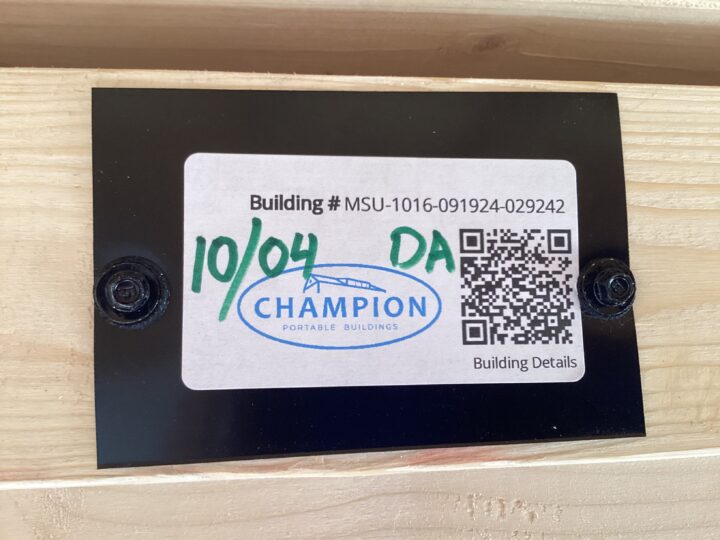 Building # MSU-1016-091924-029242
10/04 DA
CHAMPION
PORTABLE BUILDINGS
Building Details